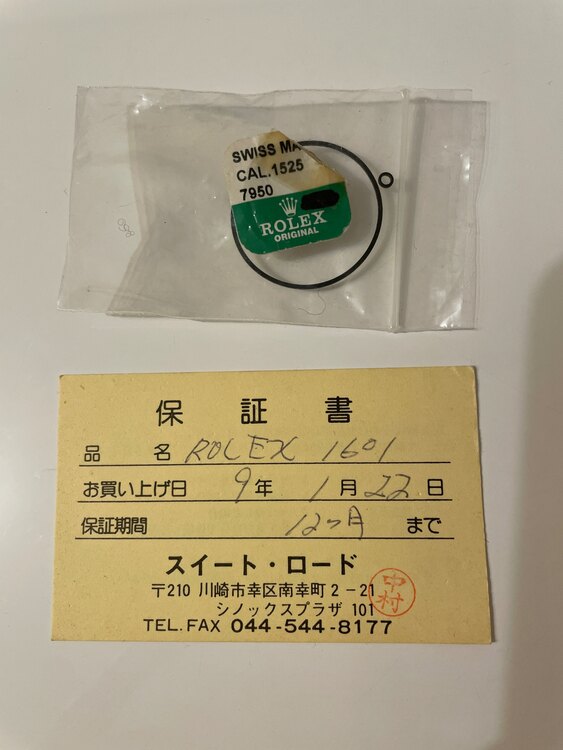 SWISS MA
CAL.1525
7950
ROLEX
ORIGINAL
保証書
品名 ROLEX 1601
お買い上げ日 9年 1月 22日
保証期間 12ヶ月 まで
スイート・ロード
〒210 川崎市幸区南幸町2-21
シノックスプラザ 101
TEL.FAX 044-544-8177
中村